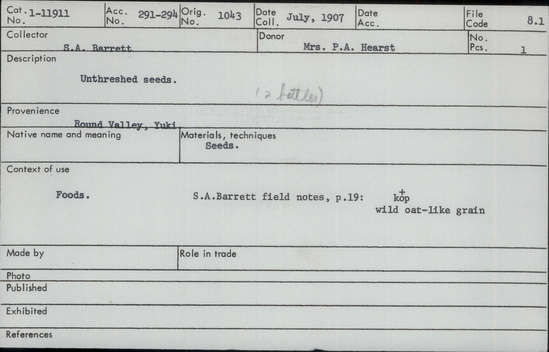 Cat. No. 1-11911 Acc. No. 291-294 Orig. No. 1043 Date Coll. July, 1907 Date Acc. File Code 8.1
Collector S.A. Barrett Donor Mrs. P.A. Hearst No. Pcs. 1
Description
Unthreshed seeds.
(2 bottles)
Provenience
Round Valley, Yuki
Native name and meaning Materials, techniques
Seeds.
Context of use
Foods. S.A.Barrett field notes, p.19: +
kop
wild oat-like grain
Made by Role in trade
Photo
Published
Exhibited
References